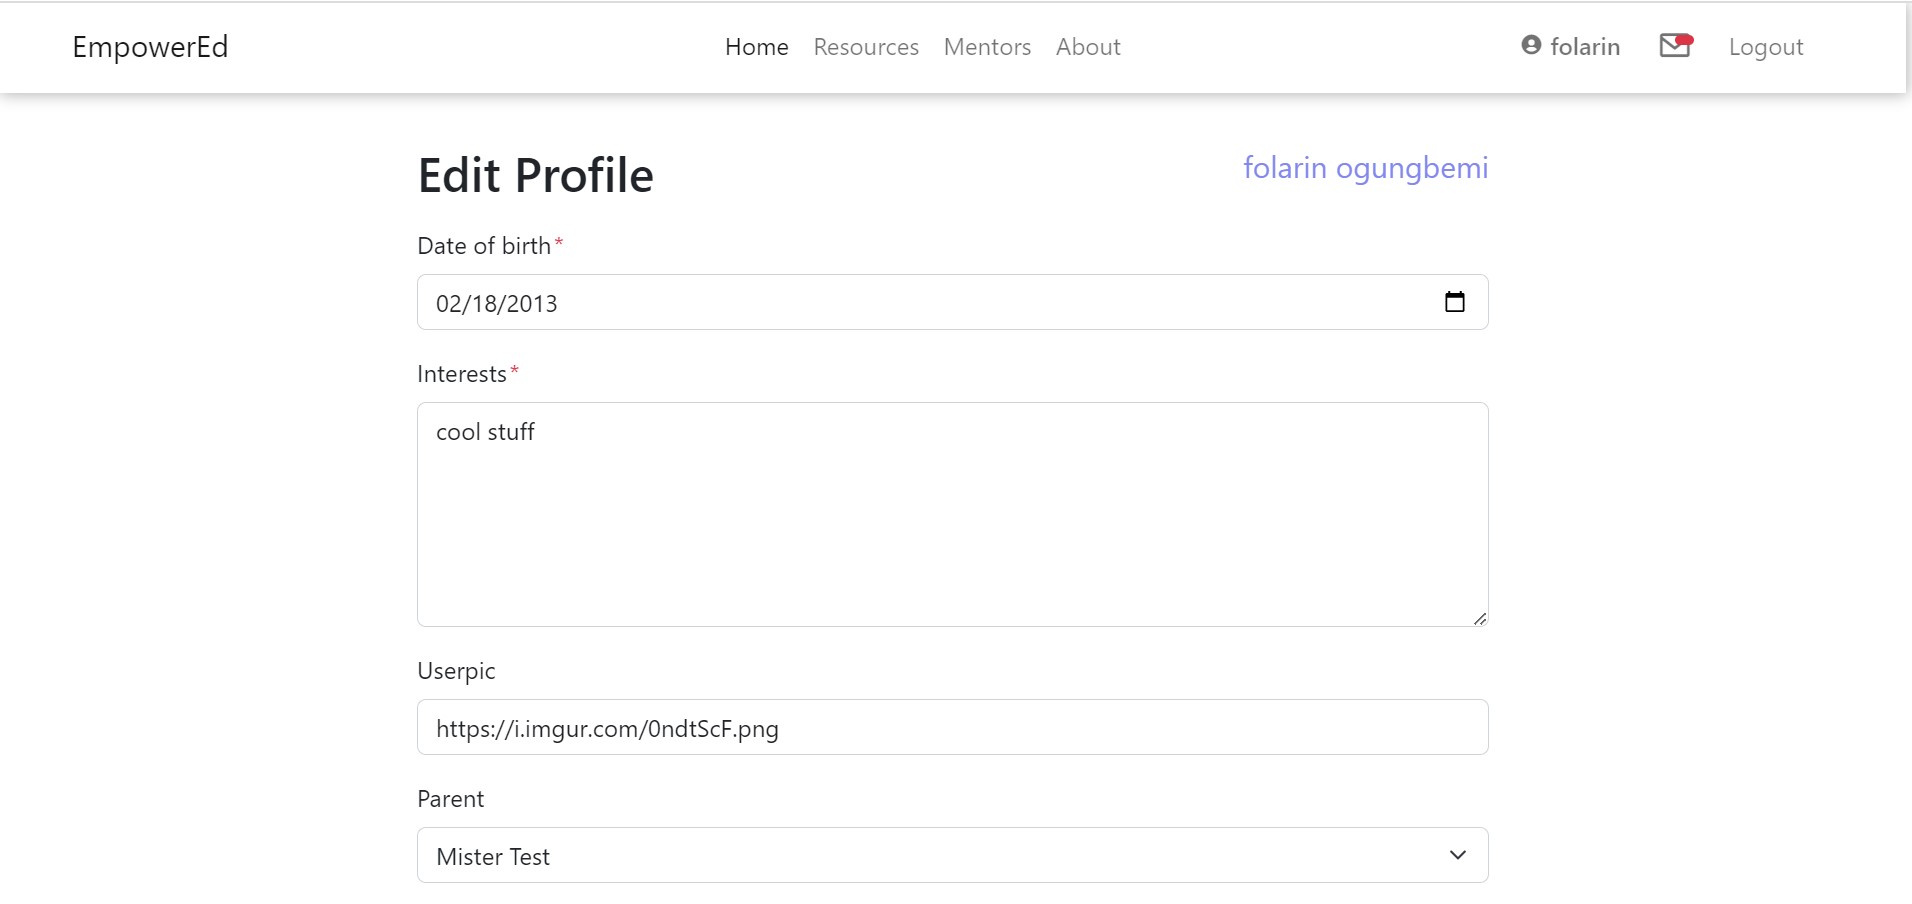 EmpowerEd Home Resources Mentors About folarin Logout
Edit Profile folarin ogungbemi
Date of birth*
02/18/2013
Interests*
cool stuff
Userpic
https://i.imgur.com/0ndtScF.png
Parent
Mister Test